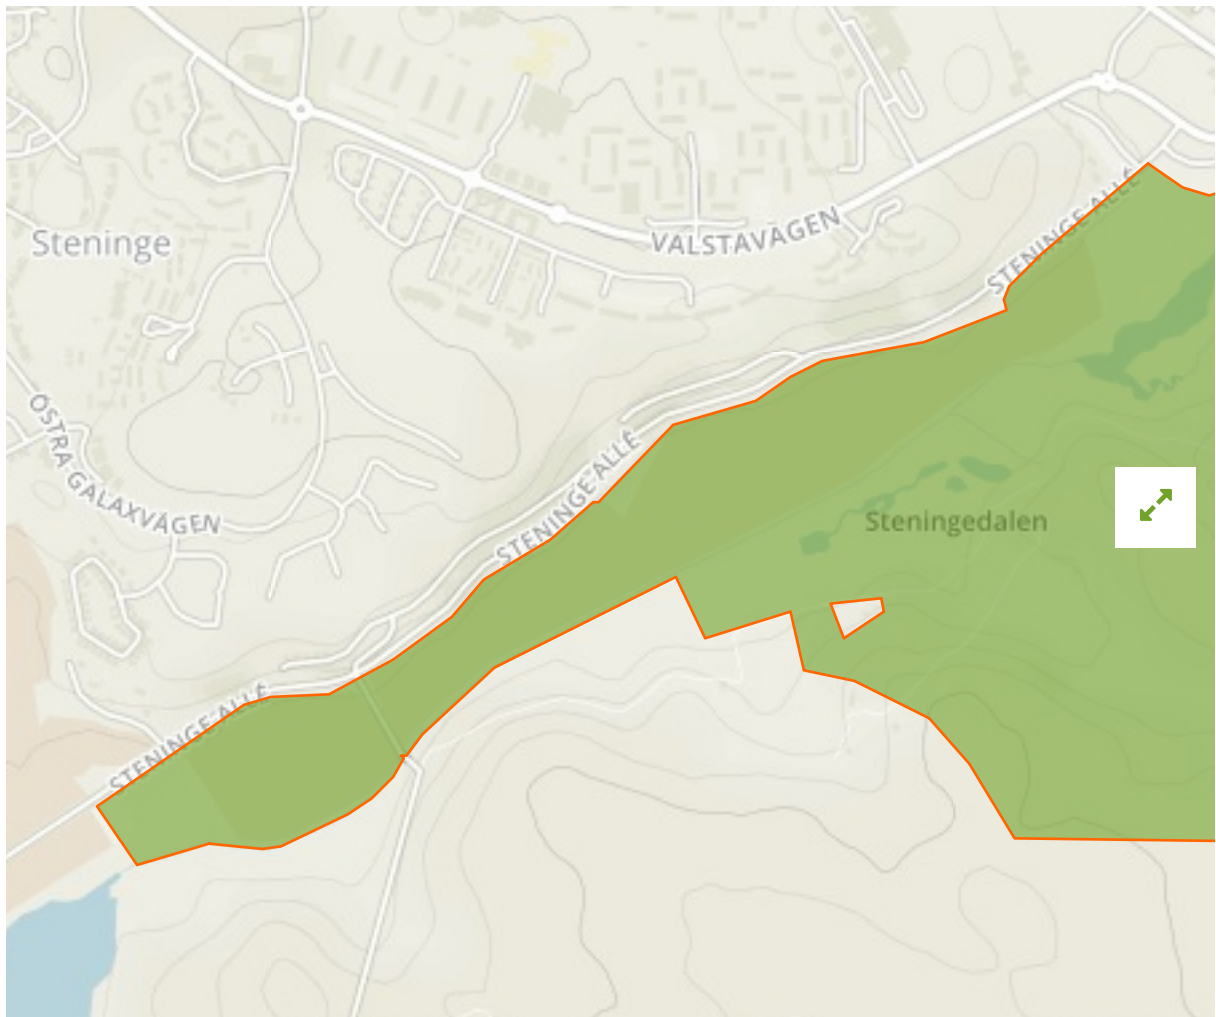 VALSTAVÄGEN
STENINGE ALLÉ
Steninge
ÖSTRA GALAXVÄGEN
STENINGE ALLÉ
Steningedalen
STENINGE ALLÉ